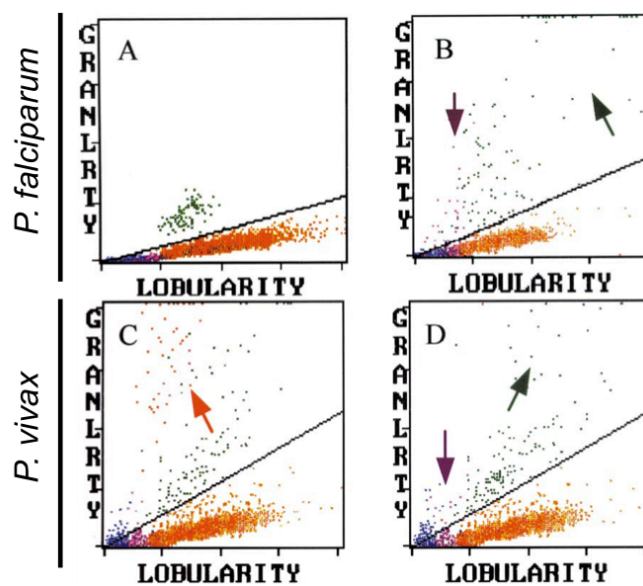 P. falciparum
A
GRANLRTY
LOBULARITY
B
GRANLRTY
LOBULARITY
P. vivax
C
GRANLRTY
LOBULARITY
D
GRANLRTY
LOBULARITY